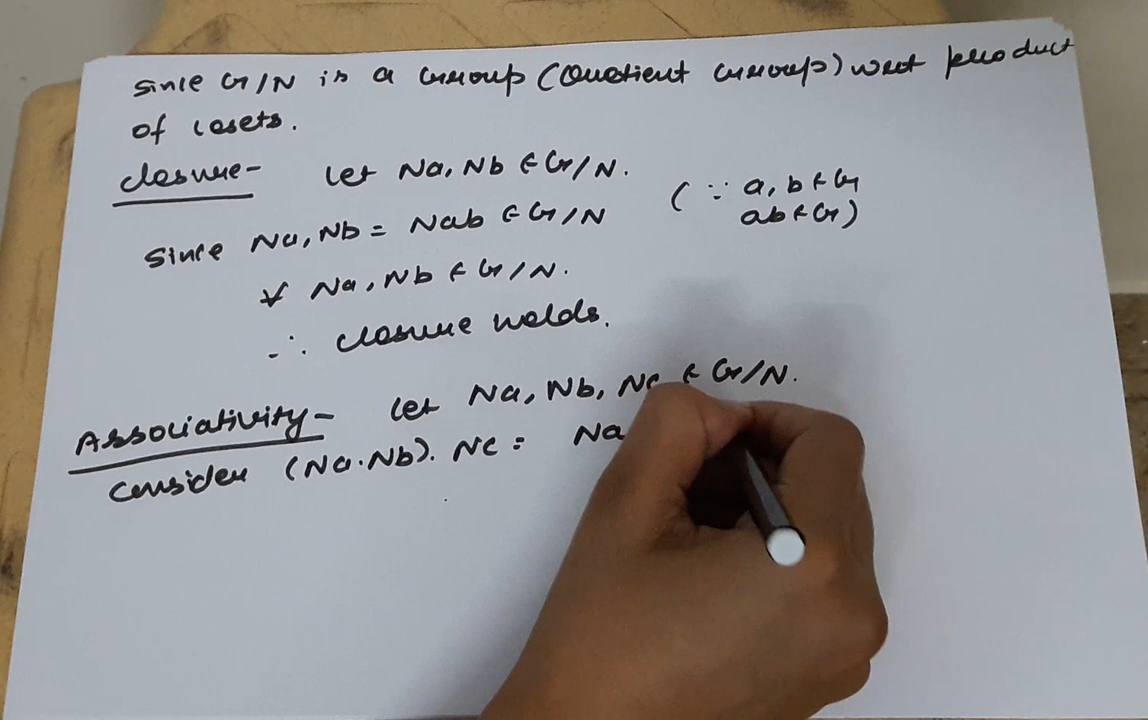 Since G/N is a Group (Quotient Group) wrt product
of cosets.
Closure- let Na, Nb ∈ G/N.
Since Na, Nb = Nab ∈ G/N (∵ a, b ∈ G
ab ∈ G)
∀ Na, Nb ∈ G/N.
∴ closure holds.
Associativity- let Na, Nb, Nc ∈ G/N.
Consider (Na.Nb). Nc = Na